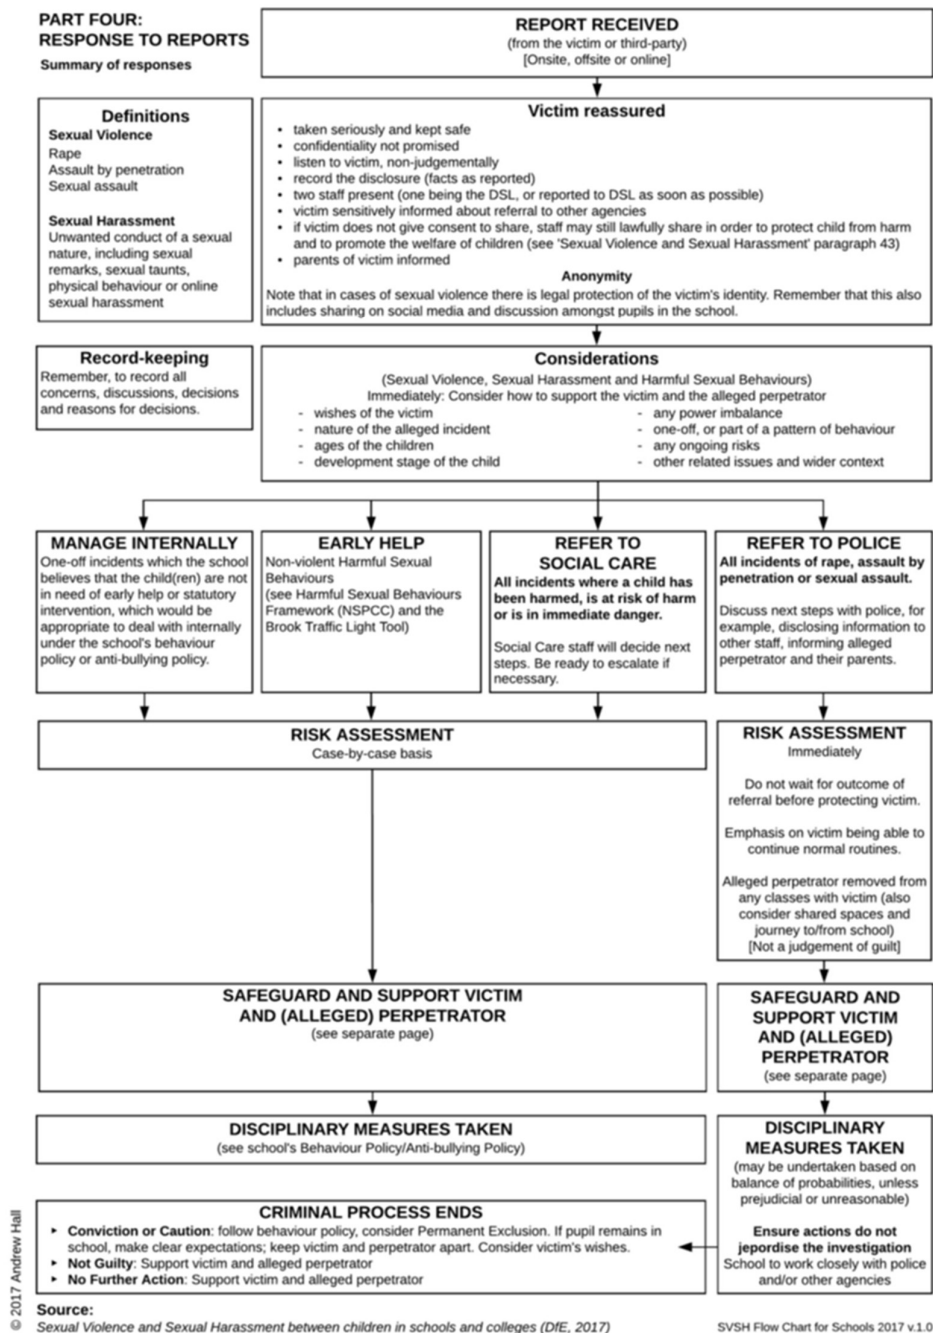 PART FOUR:
RESPONSE TO REPORTS
Summary of responses
REPORT RECEIVED
(from the victim or third-party)
[Onsite, offsite or online]
Definitions
Sexual Violence
Rape
Assault by penetration
Sexual assault
Sexual Harassment
Unwanted conduct of a sexual
nature, including sexual
remarks, sexual taunts,
physical behaviour or online
sexual harassment
Victim reassured
• taken seriously and kept safe
• confidentiality not promised
• listen to victim, non-judgementally
• record the disclosure (facts as reported)
• two staff present (one being the DSL, or reported to DSL as soon as possible)
• victim sensitively informed about referral to other agencies
• if victim does not give consent to share, staff may still lawfully share in order to protect child from harm
and to promote the welfare of children (see 'Sexual Violence and Sexual Harassment' paragraph 43)
• parents of victim informed
Anonymity
Note that in cases of sexual violence there is legal protection of the victim's identity. Remember that this also
includes sharing on social media and discussion amongst pupils in the school.
Record-keeping
Remember, to record all
concerns, discussions, decisions
and reasons for decisions.
Considerations
(Sexual Violence, Sexual Harassment and Harmful Sexual Behaviours)
Immediately: Consider how to support the victim and the alleged perpetrator
- wishes of the victim
- nature of the alleged incident
- ages of the children
- development stage of the child
- any power imbalance
- one-off, or part of a pattern of behaviour
- any ongoing risks
- other related issues and wider context
MANAGE INTERNALLY
One-off incidents which the school
believes that the child(ren) are not
in need of early help or statutory
intervention, which would be
appropriate to deal with internally
under the school's behaviour
policy or anti-bullying policy.
EARLY HELP
Non-violent Harmful Sexual
Behaviours
(see Harmful Sexual Behaviours
Framework (NSPCC) and the
Brook Traffic Light Tool)
REFER TO
SOCIAL CARE
All incidents where a child has
been harmed, is at risk of harm
or is in immediate danger.
Social Care staff will decide next
steps. Be ready to escalate if
necessary.
REFER TO POLICE
All incidents of rape, assault by
penetration or sexual assault.
Discuss next steps with police, for
example, disclosing information to
other staff, informing alleged
perpetrator and their parents.
RISK ASSESSMENT
Case-by-case basis
RISK ASSESSMENT
Immediately
Do not wait for outcome of
referral before protecting victim.
Emphasis on victim being able to
continue normal routines.
Alleged perpetrator removed from
any classes with victim (also
consider shared spaces and
journey to/from school)
[Not a judgement of guilt]
SAFEGUARD AND SUPPORT VICTIM
AND (ALLEGED) PERPETRATOR
(see separate page)
SAFEGUARD AND
SUPPORT VICTIM
AND (ALLEGED)
PERPETRATOR
(see separate page)
DISCIPLINARY MEASURES TAKEN
(see school's Behaviour Policy/Anti-bullying Policy)
DISCIPLINARY
MEASURES TAKEN
(may be undertaken based on
balance of probabilities, unless
prejudicial or unreasonable)
Ensure actions do not
jepordise the investigation
School to work closely with police
and/or other agencies
CRIMINAL PROCESS ENDS
▸ Conviction or Caution: follow behaviour policy, consider Permanent Exclusion. If pupil remains in
school, make clear expectations; keep victim and perpetrator apart. Consider victim's wishes.
▸ Not Guilty: Support victim and alleged perpetrator
▸ No Further Action: Support victim and alleged perpetrator
© 2017 Andrew Hall
Source:
Sexual Violence and Sexual Harassment between children in schools and colleges (DfE, 2017)
SVSH Flow Chart for Schools 2017 v.1.0